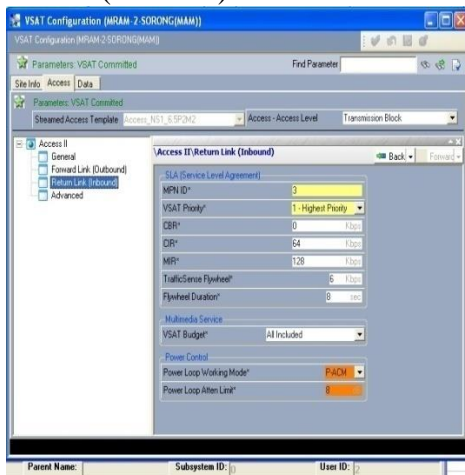 VSAT Configuration (MRAM-2-SORONG(MAM))
VSAT Configuration (MRAM-2-SORONG(MAM))
Parameters: VSAT Committed
Find Parameter
Site Info Access Data
Parameters: VSAT Committed
Streamed Access Template Access_NS1_6.5P2M2 Access - Access Level Transmission Block
Access II
General
Forward Link (Outbound)
Return Link (Inbound)
Advanced
\Access II\Return Link (Inbound)
Back Forward
SLA (Service Level Agreement)
MPN ID* 3
VSAT Priority* 1 - Highest Priority
CBR* 0 Kbps
CIR* 64 Kbps
MIR* 128 Kbps
TrafficSense Flywheel* 6 Kbps
Flywheel Duration* 8 sec
Multimedia Service
VSAT Budget* All Included
Power Control
Power Loop Working Mode* P-ACM
Power Loop Atten Limit* 8
Parent Name: Subsystem ID: 0 User ID: 2